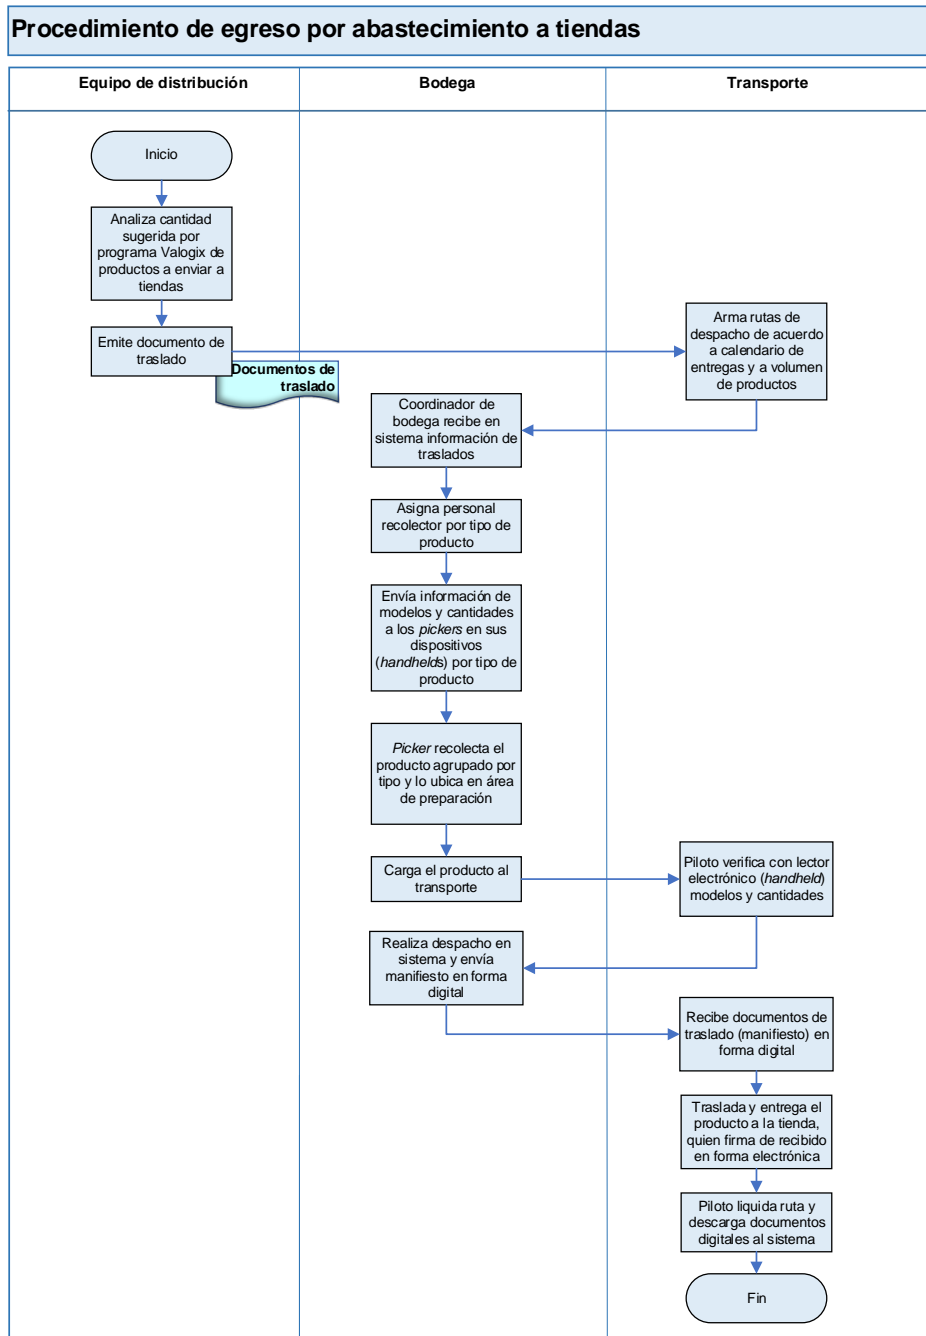 Procedimiento de egreso por abastecimiento a tiendas
Equipo de distribución
Bodega
Transporte
Inicio
Analiza cantidad
sugerida por
programa Valogix de
productos a enviar a
tiendas
Emite documento de
traslado
Documentos de
traslado
Arma rutas de
despacho de acuerdo
a calendario de
entregas y a volumen
de productos
Coordinador de
bodega recibe en
sistema información de
traslados
Asigna personal
recolector por tipo de
producto
Envía información de
modelos y cantidades
a los pickers en sus
dispositivos
(handhelds) por tipo de
producto
Picker recolecta el
producto agrupado por
tipo y lo ubica en área
de preparación
Carga el producto al
transporte
Piloto verifica con lector
electrónico (handheld)
modelos y cantidades
Realiza despacho en
sistema y envía
manifiesto en forma
digital
Recibe documentos de
traslado (manifiesto) en
forma digital
Traslada y entrega el
producto a la tienda,
quien firma de recibido
en forma electrónica
Piloto liquida ruta y
descarga documentos
digitales al sistema
Fin